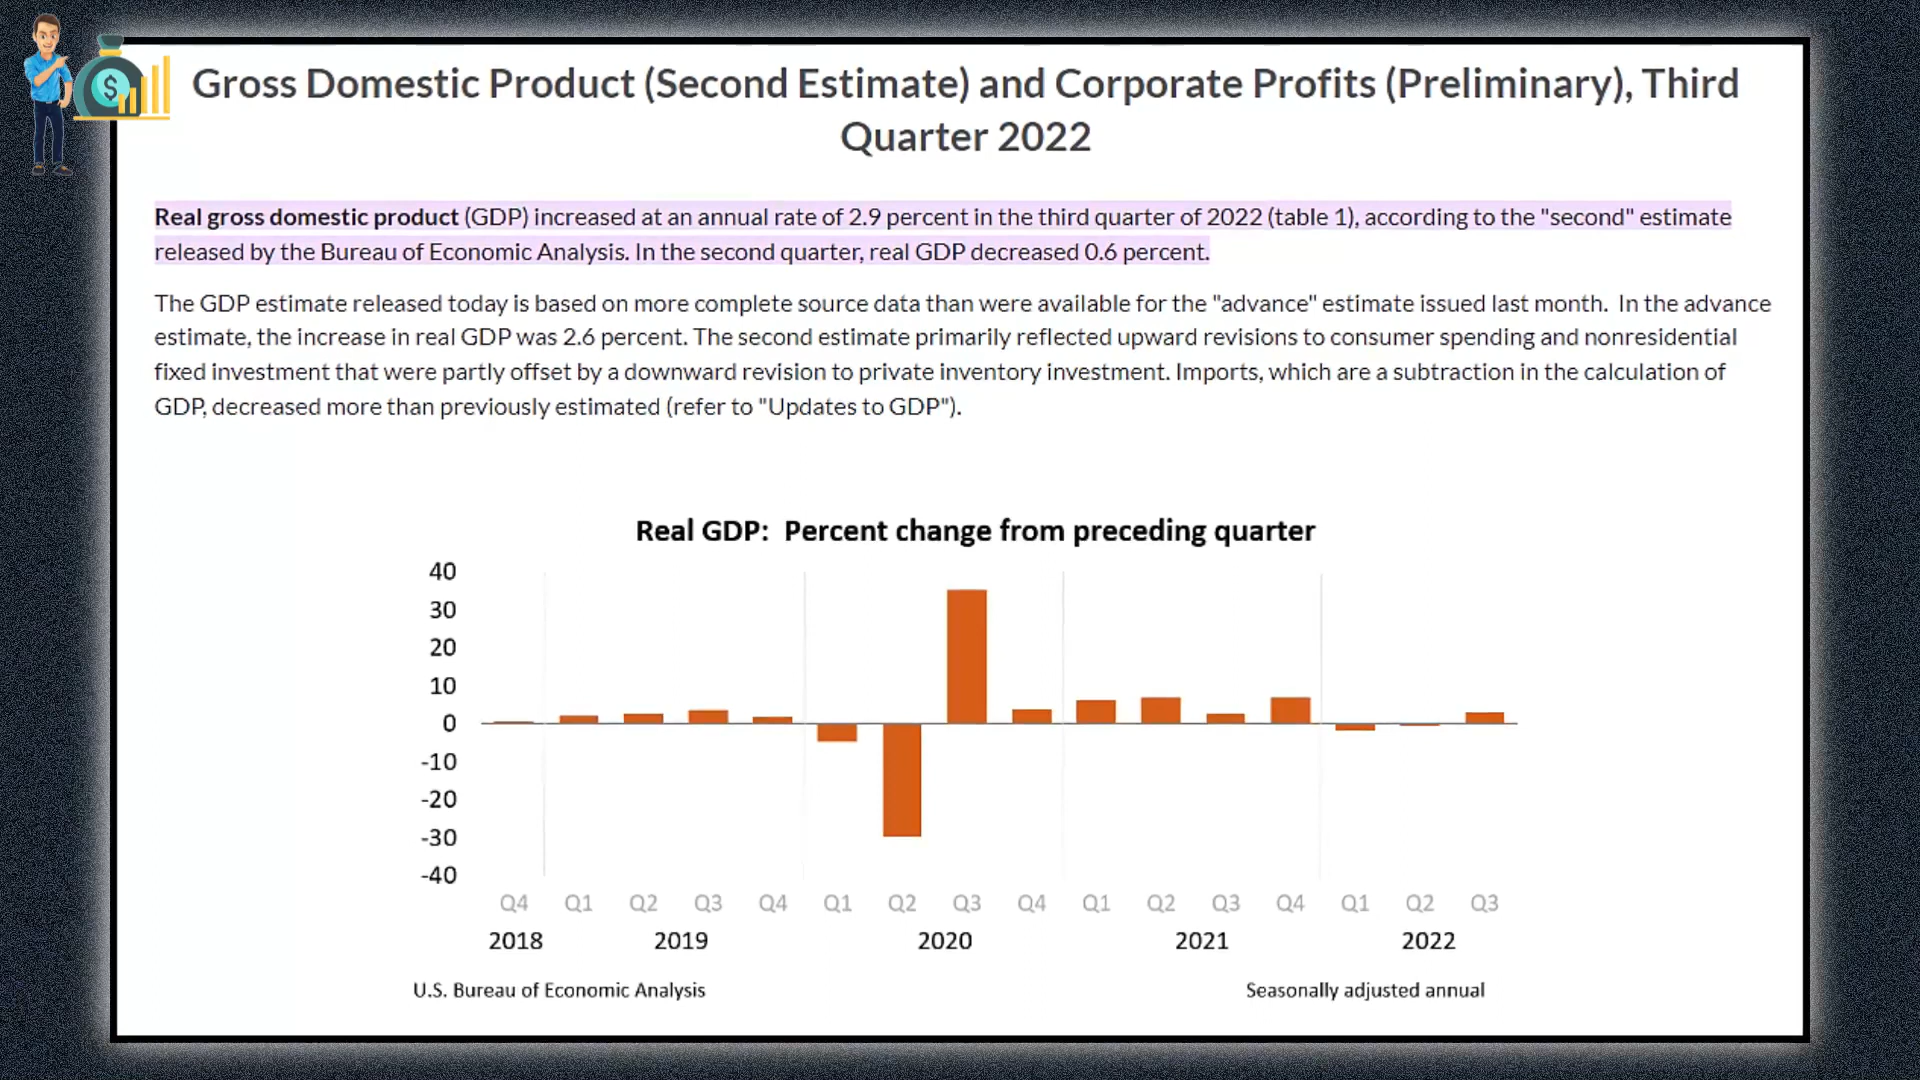 Gross Domestic Product (Second Estimate) and Corporate Profits (Preliminary), Third
Quarter 2022
Real gross domestic product (GDP) increased at an annual rate of 2.9 percent in the third quarter of 2022 (table 1), according to the "second" estimate
released by the Bureau of Economic Analysis. In the second quarter, real GDP decreased 0.6 percent.
The GDP estimate released today is based on more complete source data than were available for the "advance" estimate issued last month. In the advance
estimate, the increase in real GDP was 2.6 percent. The second estimate primarily reflected upward revisions to consumer spending and nonresidential
fixed investment that were partly offset by a downward revision to private inventory investment. Imports, which are a subtraction in the calculation of
GDP, decreased more than previously estimated (refer to "Updates to GDP").
Real GDP: Percent change from preceding quarter
40
30
20
10
0
-10
-20
-30
-40
Q4 Q1 Q2 Q3 Q4 Q1 Q2 Q3 Q4 Q1 Q2 Q3 Q4 Q1 Q2 Q3
2018 2019 2020 2021 2022
U.S. Bureau of Economic Analysis Seasonally adjusted annual
$